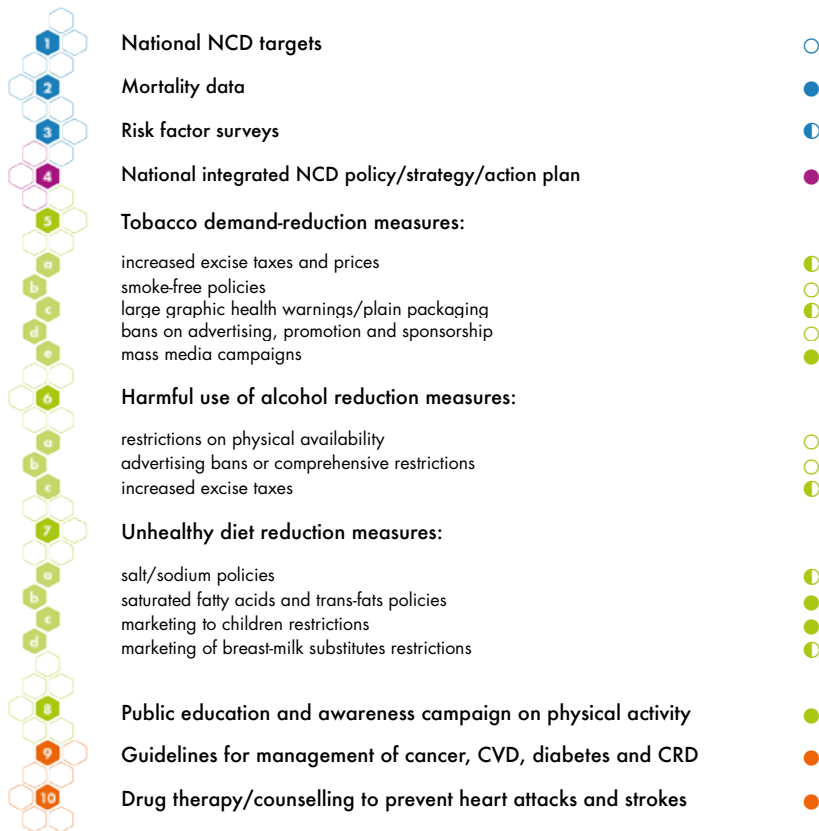 1 National NCD targets
2 Mortality data
3 Risk factor surveys
4 National integrated NCD policy/strategy/action plan
5 Tobacco demand-reduction measures:
a increased excise taxes and prices
b smoke-free policies
c large graphic health warnings/plain packaging
d bans on advertising, promotion and sponsorship
e mass media campaigns
6 Harmful use of alcohol reduction measures:
a restrictions on physical availability
b advertising bans or comprehensive restrictions
c increased excise taxes
7 Unhealthy diet reduction measures:
a salt/sodium policies
b saturated fatty acids and trans-fats policies
c marketing to children restrictions
d marketing of breast-milk substitutes restrictions
8 Public education and awareness campaign on physical activity
9 Guidelines for management of cancer, CVD, diabetes and CRD
10 Drug therapy/counselling to prevent heart attacks and strokes